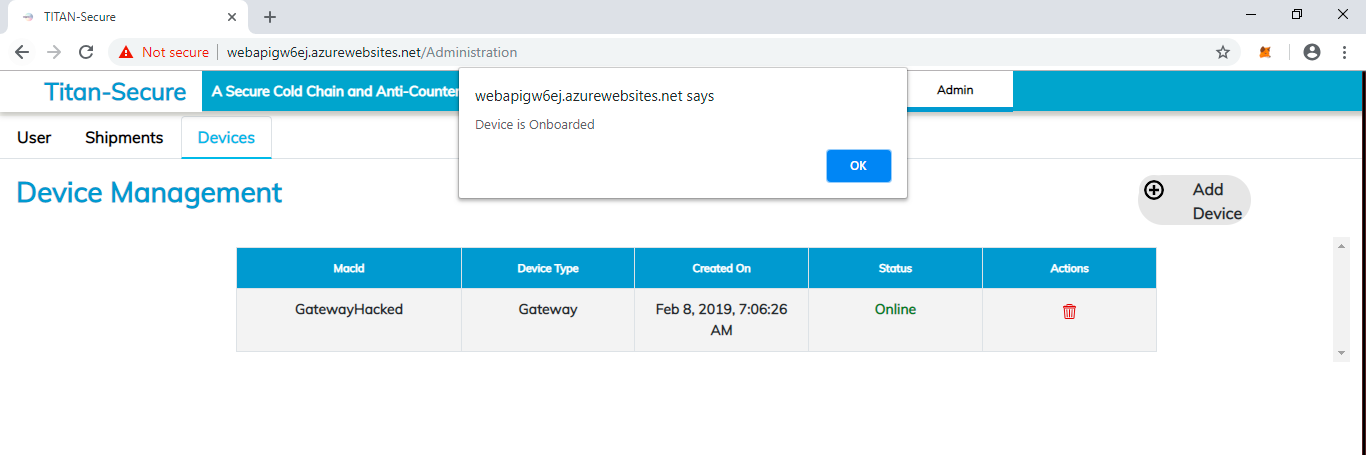 TITAN-Secure
Not secure
webapigw6ej.azurewebsites.net/Administration
Titan-Secure
A Secure Cold Chain and Anti-Counter
Admin
webapigw6ej.azurewebsites.net says
Device is Onboarded
OK
User
Shipments
Devices
Device Management
Add
Device
MacId
Device Type
Created On
Status
Actions
GatewayHacked
Gateway
Feb 8, 2019, 7:06:26
AM
Online